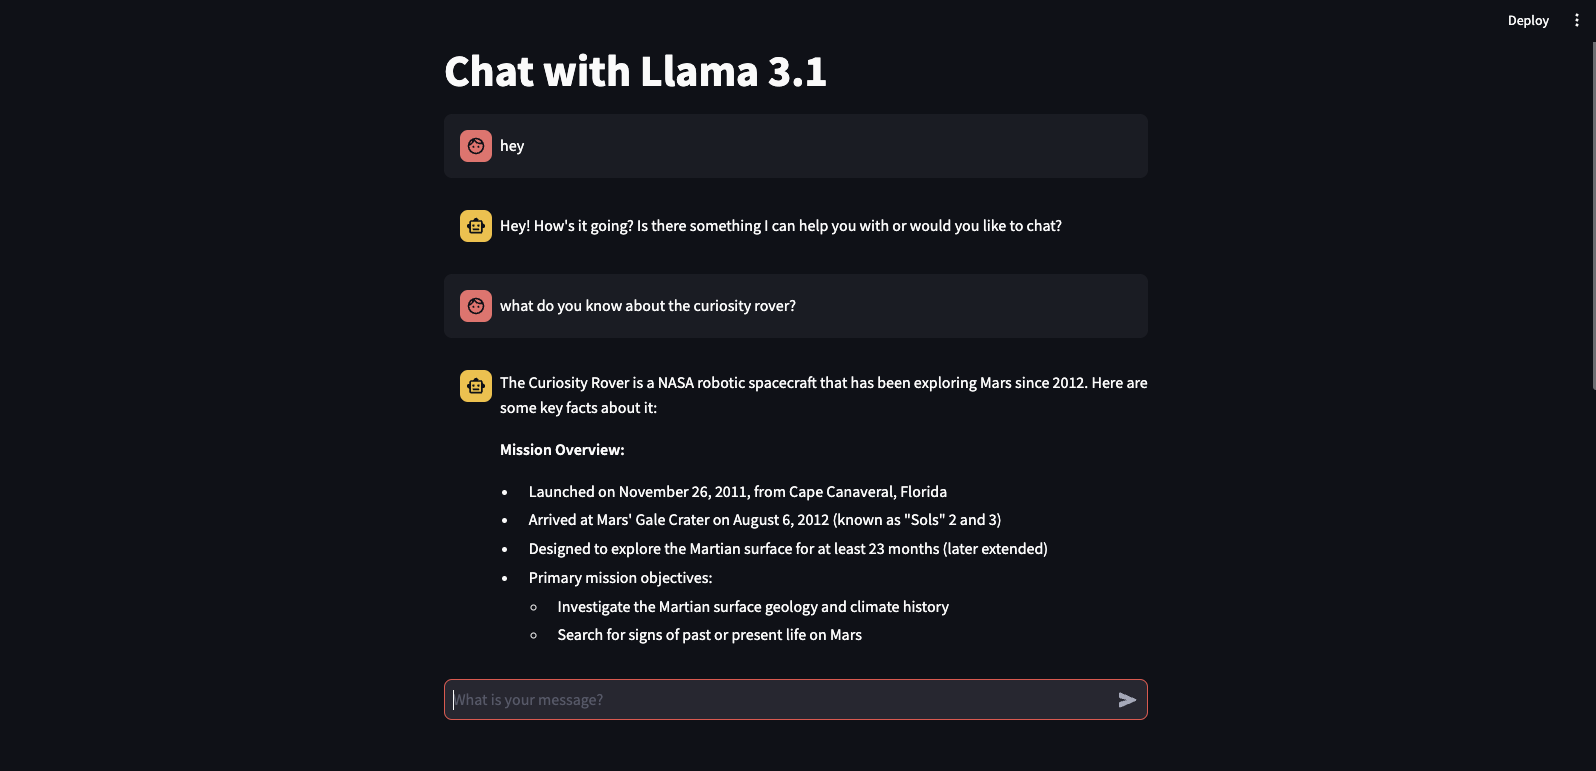 Deploy
Chat with Llama 3.1
hey
Hey! How's it going? Is there something I can help you with or would you like to chat?
what do you know about the curiosity rover?
The Curiosity Rover is a NASA robotic spacecraft that has been exploring Mars since 2012. Here are
some key facts about it:
Mission Overview:
Launched on November 26, 2011, from Cape Canaveral, Florida
Arrived at Mars' Gale Crater on August 6, 2012 (known as "Sols" 2 and 3)
Designed to explore the Martian surface for at least 23 months (later extended)
Primary mission objectives:
Investigate the Martian surface geology and climate history
Search for signs of past or present life on Mars
What is your message?